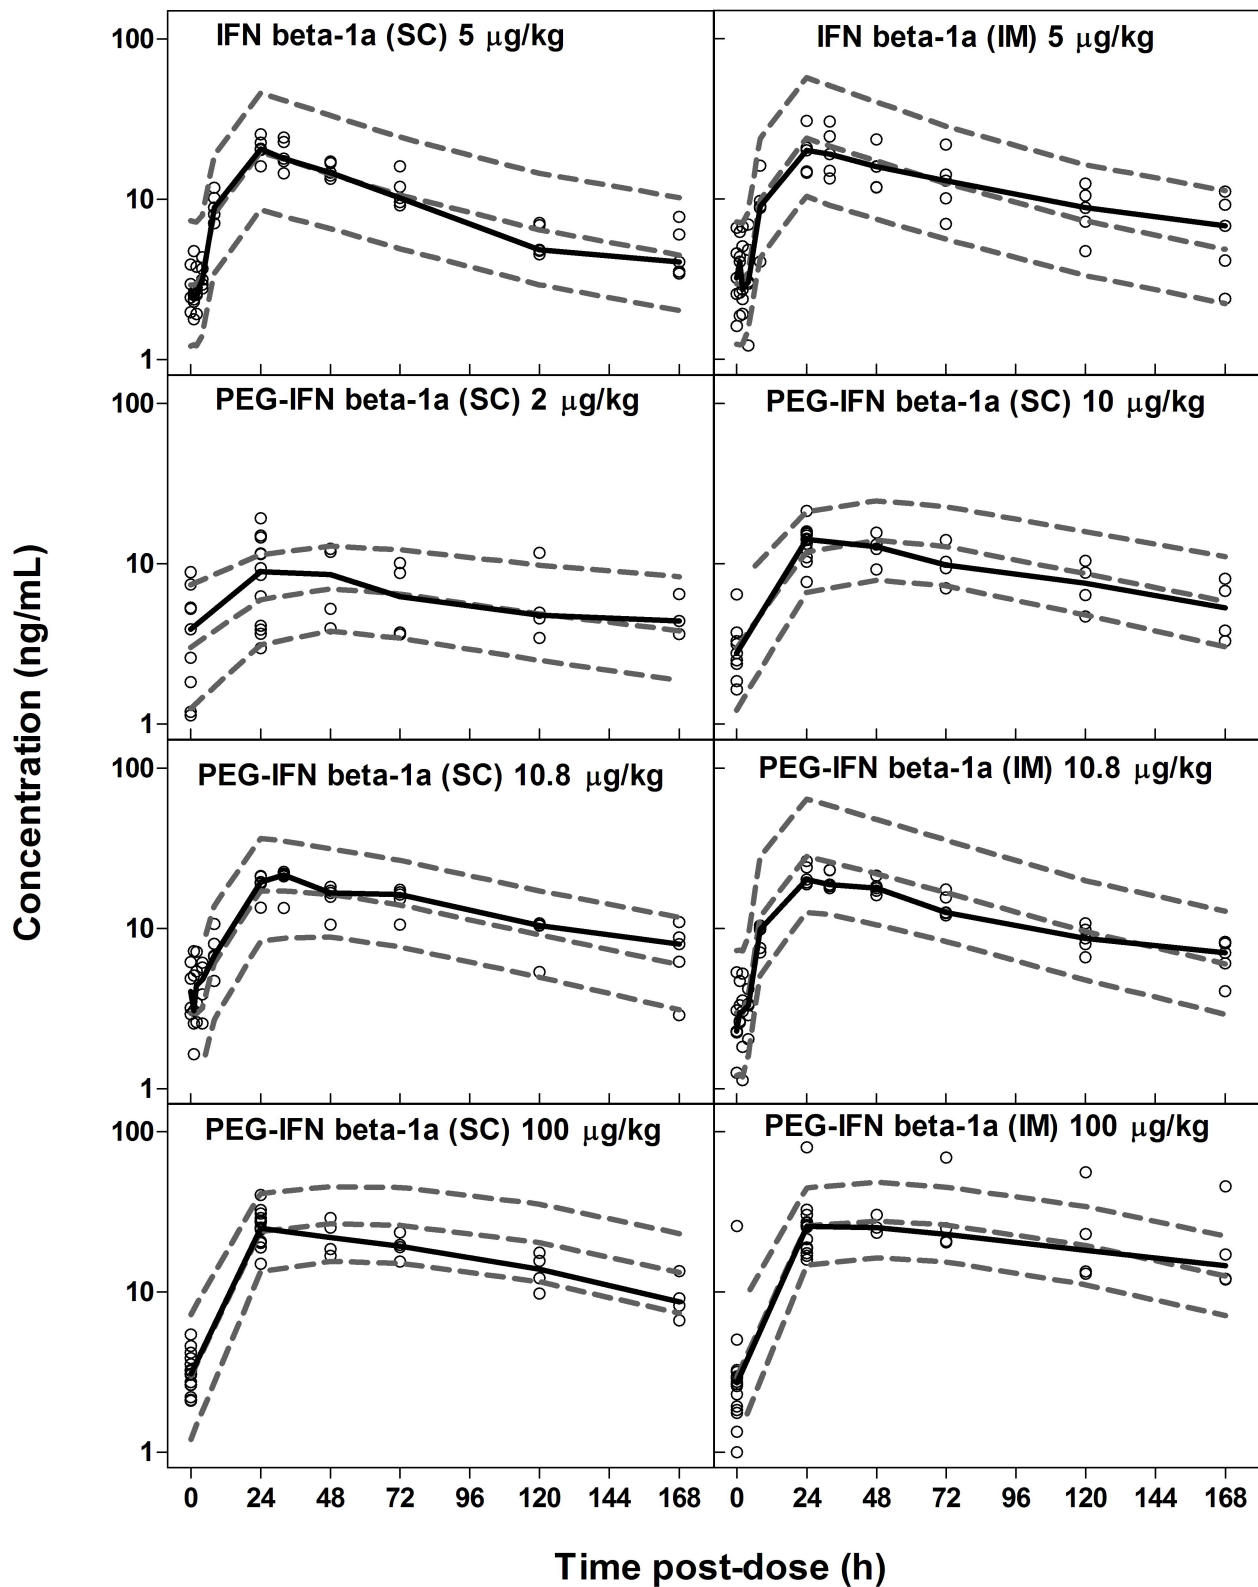 IFN beta-1a (SC) 5 μg/kg
IFN beta-1a (IM) 5 μg/kg
100
10
1
PEG-IFN beta-1a (SC) 2 μg/kg
PEG-IFN beta-1a (SC) 10 μg/kg
100
10
1
PEG-IFN beta-1a (SC) 10.8 μg/kg
PEG-IFN beta-1a (IM) 10.8 μg/kg
100
10
1
PEG-IFN beta-1a (SC) 100 μg/kg
PEG-IFN beta-1a (IM) 100 μg/kg
100
10
1
Concentration (ng/mL)
0 24 48 72 96 120 144 168
0 24 48 72 96 120 144 168
Time post-dose (h)